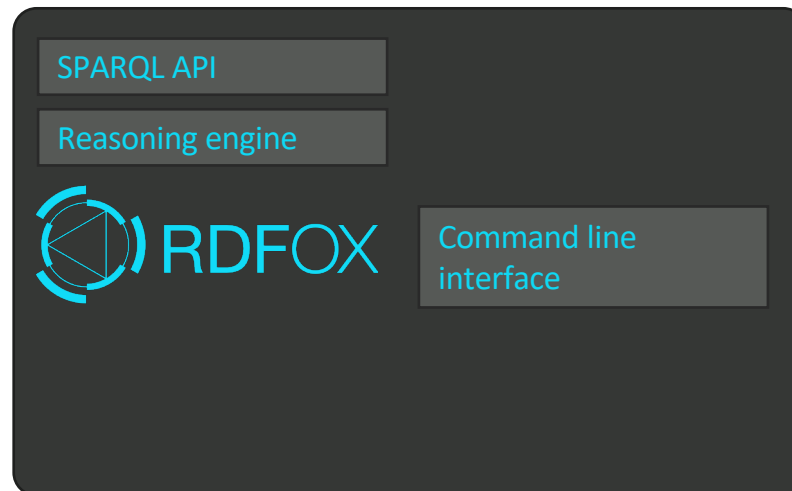 SPARQL API
Reasoning engine
RDFOX
Command line
interface